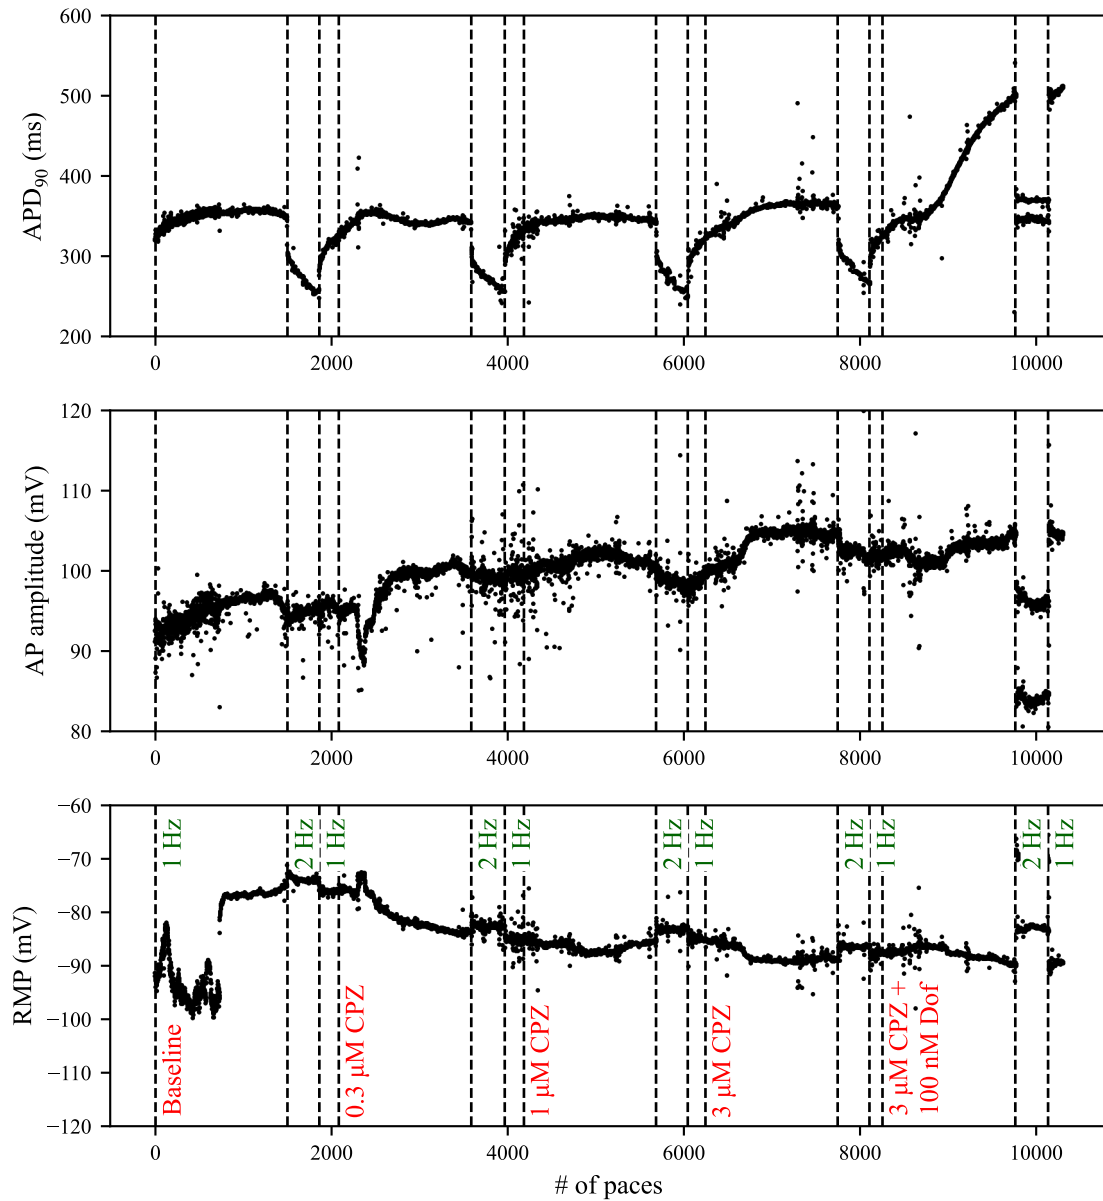 600
500
400
300
200
APD90 (ms)
0 2000 4000 6000 8000 10000
120
110
100
90
80
AP amplitude (mV)
0 2000 4000 6000 8000 10000
−60
−70
−80
−90
−100
−110
−120
RMP (mV)
1 Hz
2 Hz
1 Hz
2 Hz
1 Hz
2 Hz
1 Hz
2 Hz
1 Hz
2 Hz
1 Hz
Baseline
0.3 μM CPZ
1 μM CPZ
3 μM CPZ
3 μM CPZ +
100 nM Dof
0 2000 4000 6000 8000 10000
# of paces